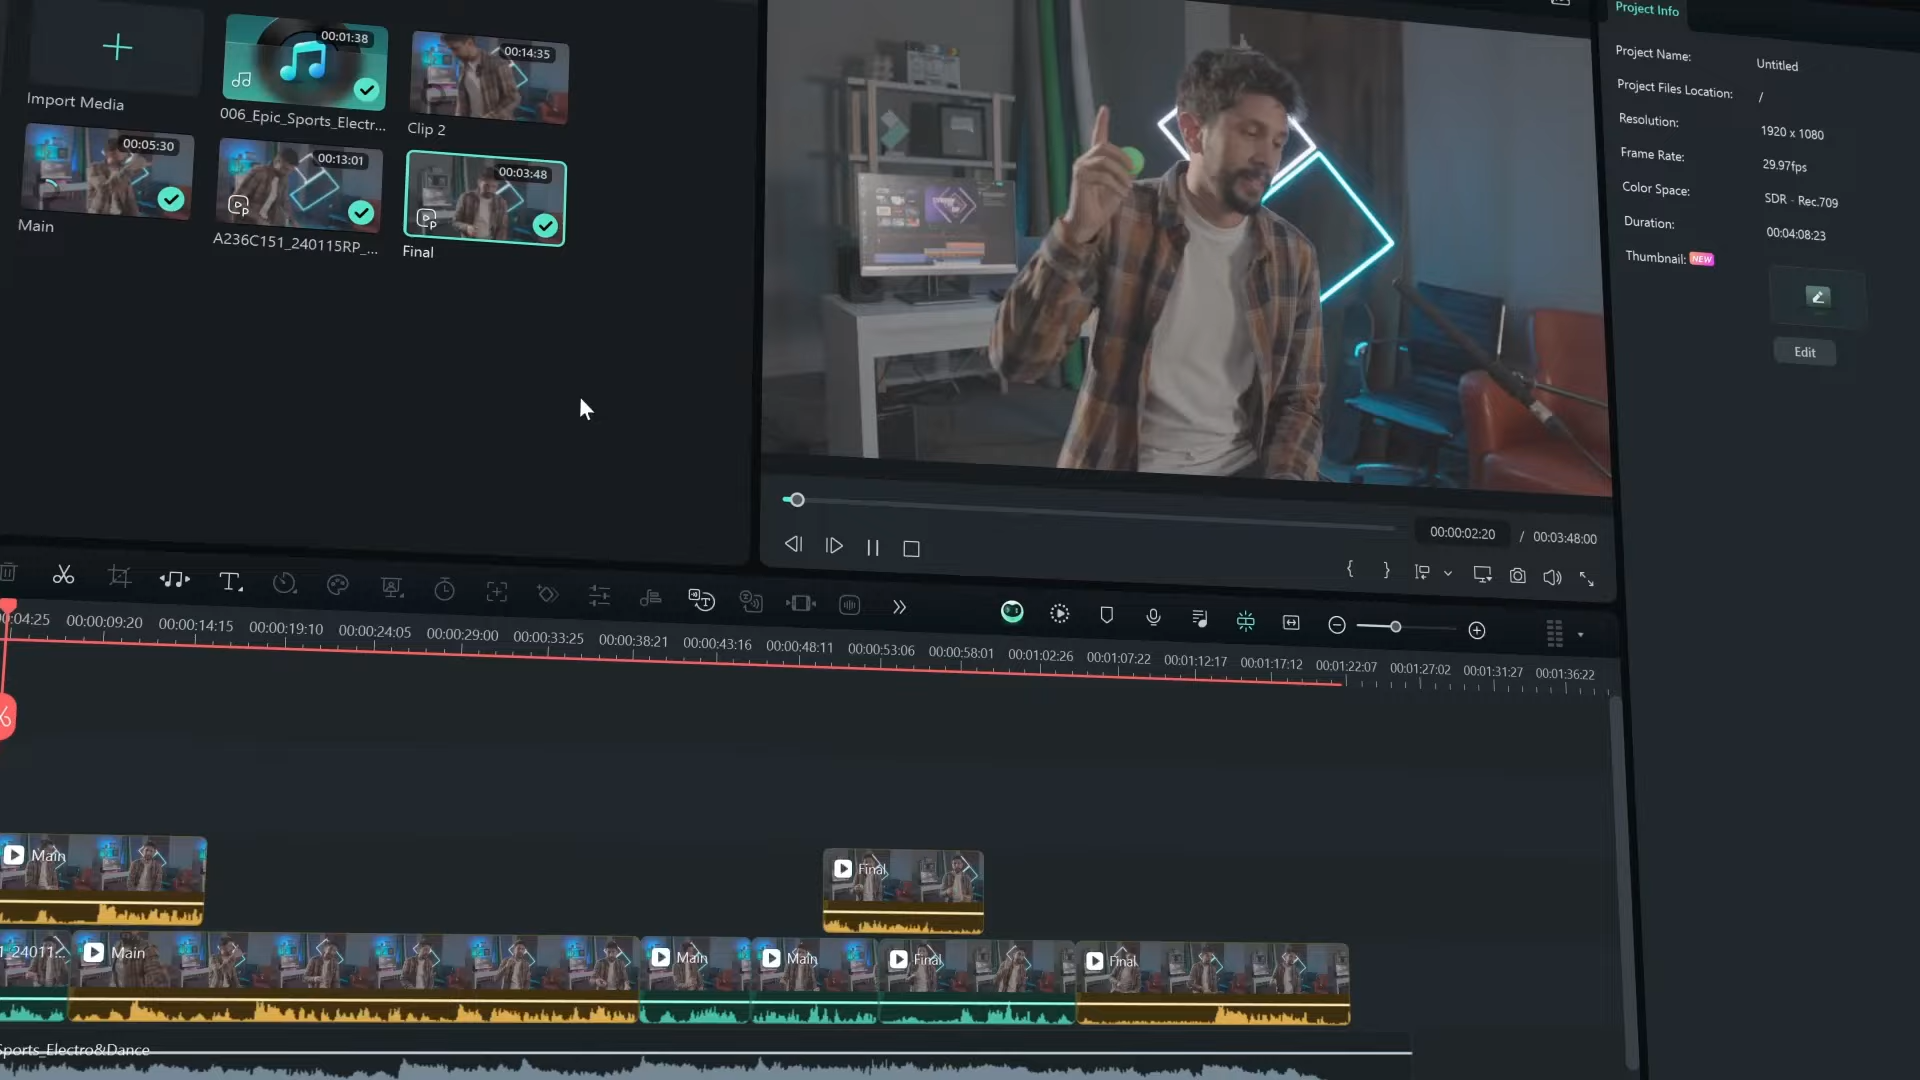 Project Info
Project Name: Untitled
Project Files Location: /
Resolution: 1920 x 1080
Frame Rate: 29.97fps
Color Space: SDR - Rec.709
Duration: 00:04:08:23
Thumbnail: NEW
Edit
Import Media
00:01:38
006_Epic_Sports_Electr...
00:14:35
Clip 2
00:05:30
Main
00:13:01
A236C151_240115RP_...
00:03:48
Final
00:00:02:20 / 00:03:48:00
:04:25 00:00:09:20 00:00:14:15 00:00:19:10 00:00:24:05 00:00:29:00 00:00:33:25 00:00:38:21 00:00:43:16 00:00:48:11 00:00:53:06 00:00:58:01 00:01:02:26 00:01:07:22 00:01:12:17 00:01:17:12 00:01:22:07 00:01:27:02 00:01:31:27 00:01:36:22
Main
Final
1_24011...
Main
Main
Main
Final
Final
Sports_Electro&Dance